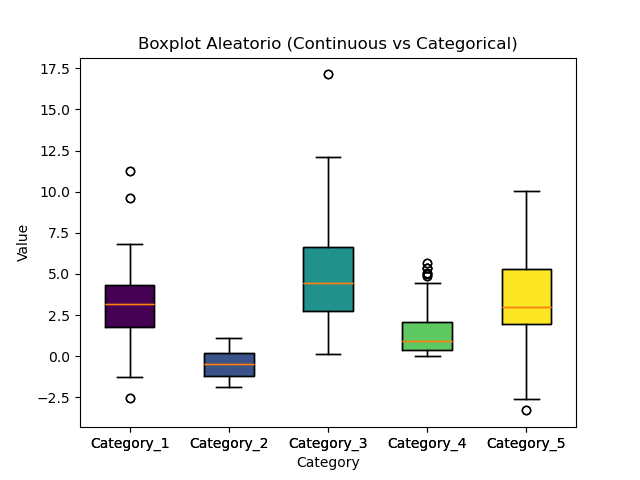 Boxplot Aleatorio (Continuous vs Categorical)
17.5
15.0
12.5
10.0
7.5
5.0
2.5
0.0
−2.5
Value
Category_1 Category_2 Category_3 Category_4 Category_5
Category